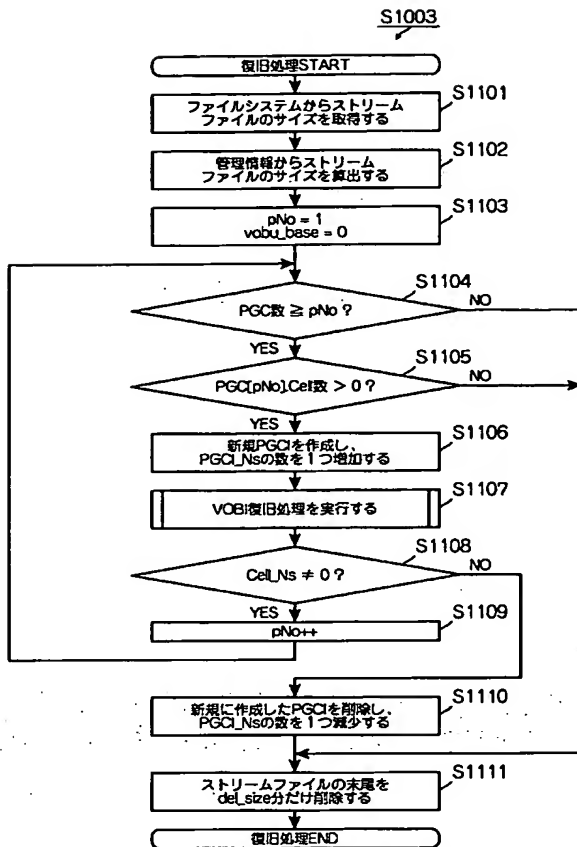 S1003
復旧処理START
S1101
ファイルシステムからストリーム
ファイルのサイズを取得する
S1102
管理情報からストリーム
ファイルのサイズを算出する
S1103
pNo = 1
vobu_base = 0
S1104
PGC数 ≧ pNo ?
NO
YES
S1105
PGC[pNo].Cell数 > 0 ?
NO
YES
S1106
新規PGCIを作成し、
PGCI_Nsの数を1つ増加する
S1107
VOBI復旧処理を実行する
S1108
Cell_Ns ≠ 0 ?
NO
YES
S1109
pNo++
S1110
新規に作成したPGCIを削除し、
PGCI_Nsの数を1つ減少する
S1111
ストリームファイルの末尾を
del_size分だけ削除する
復旧処理END